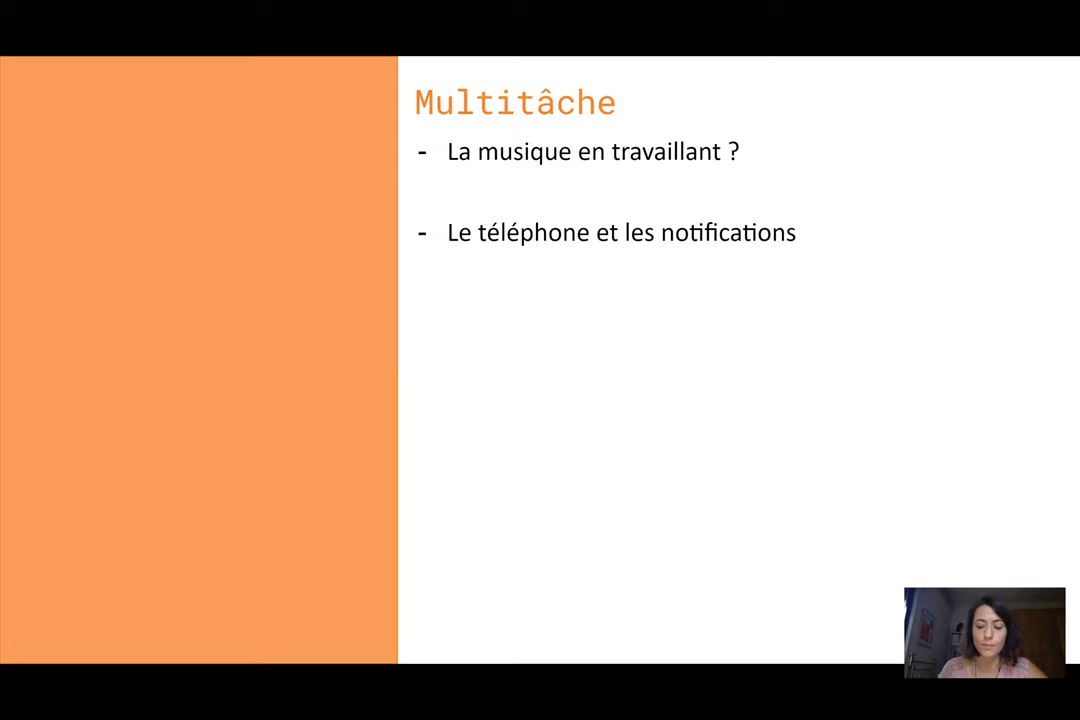 Multitâche
- La musique en travaillant ?
- Le téléphone et les notifications